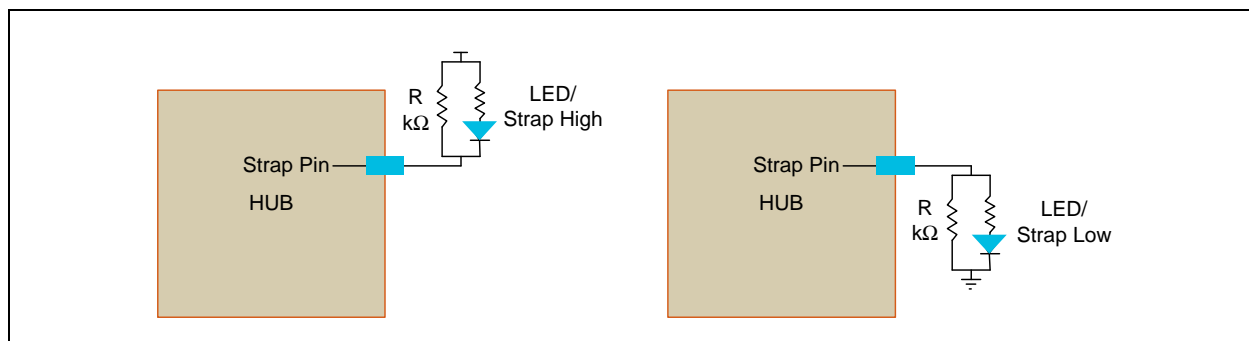 R
kΩ
LED/
Strap High
Strap Pin
HUB
Strap Pin
HUB
R
kΩ
LED/
Strap Low